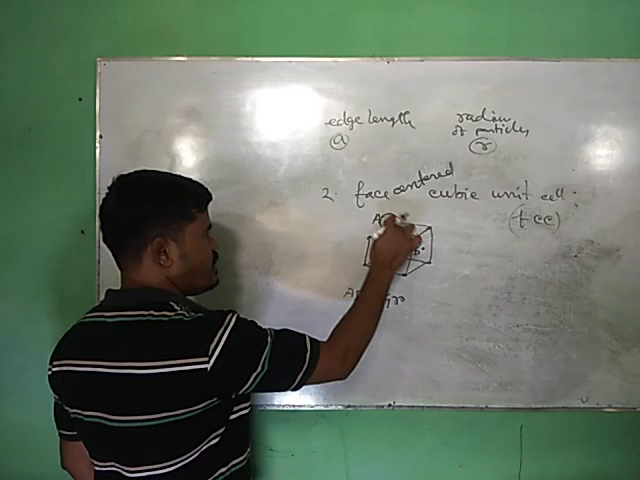 edge length radius
of particles
a r
2. face centered cubic unit cell;
(fcc)